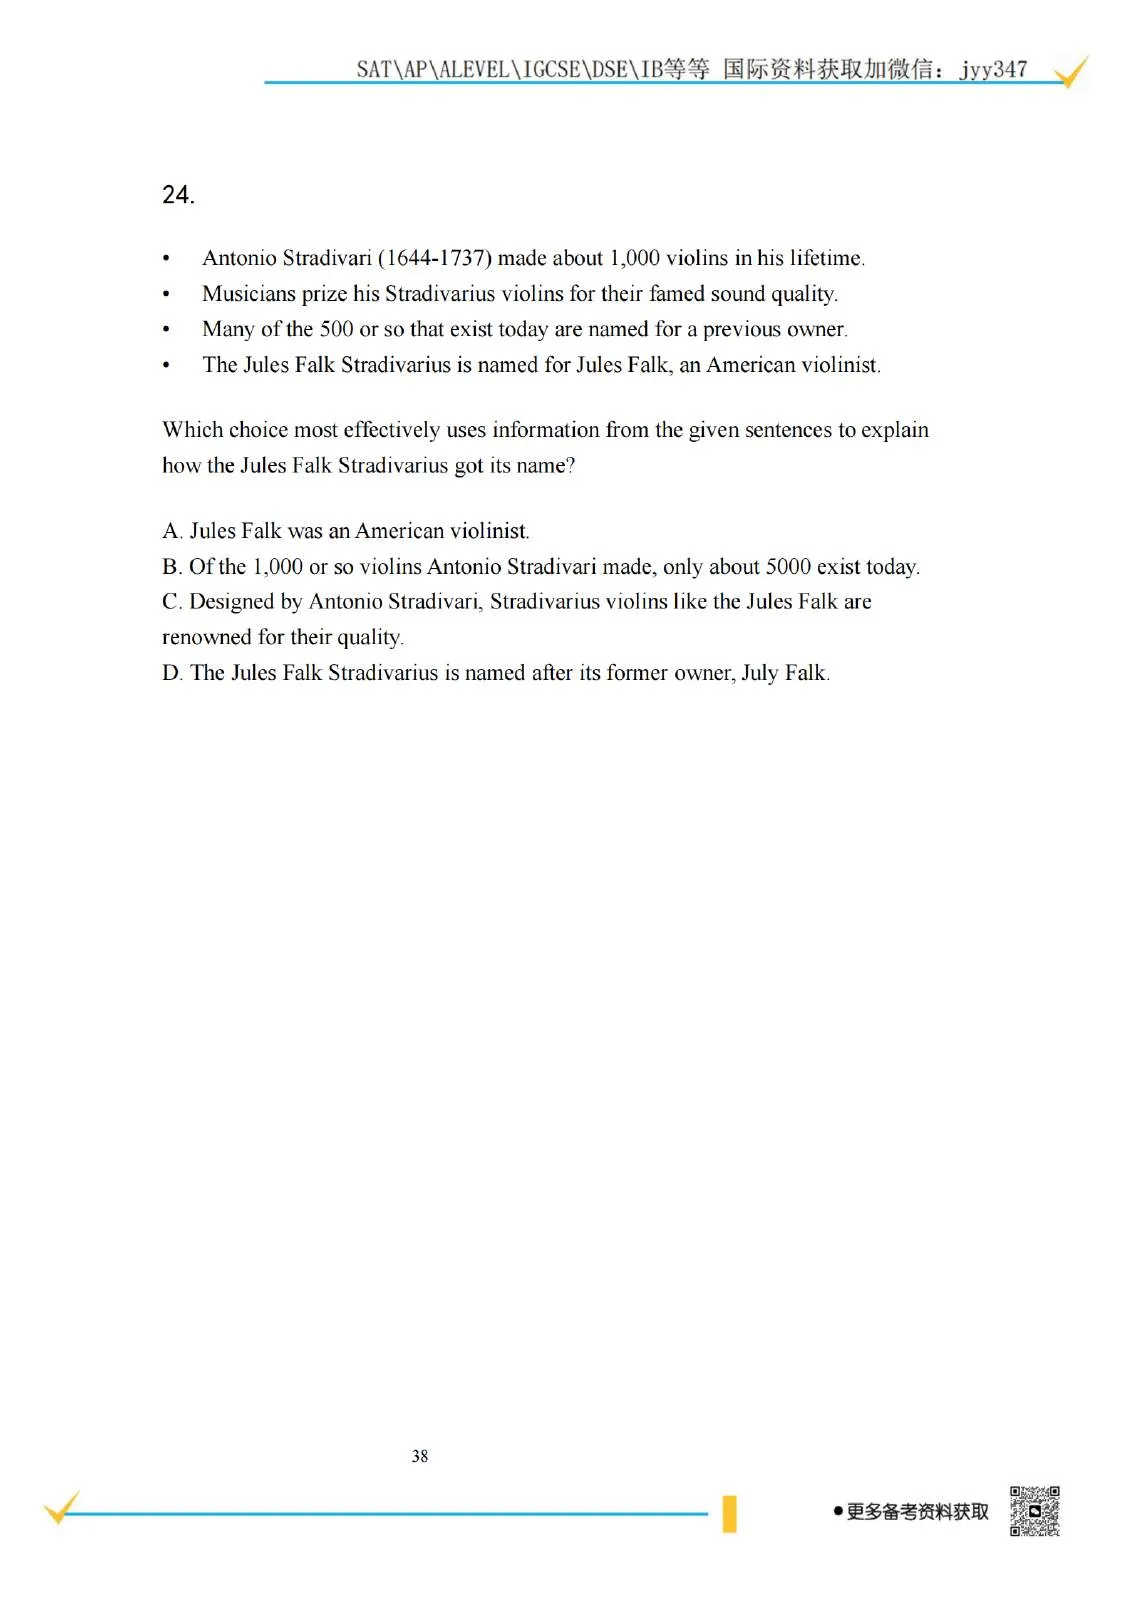 SAT\AP\ALEVEL\IGCSE\DSE\IB等等 国际资料获取加微信: jyy347
24.
• Antonio Stradivari (1644-1737) made about 1,000 violins in his lifetime.
• Musicians prize his Stradivarius violins for their famed sound quality.
• Many of the 500 or so that exist today are named for a previous owner.
• The Jules Falk Stradivarius is named for Jules Falk, an American violinist.
Which choice most effectively uses information from the given sentences to explain
how the Jules Falk Stradivarius got its name?
A. Jules Falk was an American violinist.
B. Of the 1,000 or so violins Antonio Stradivari made, only about 5000 exist today.
C. Designed by Antonio Stradivari, Stradivarius violins like the Jules Falk are
renowned for their quality.
D. The Jules Falk Stradivarius is named after its former owner, July Falk.
38
●更多备考资料获取